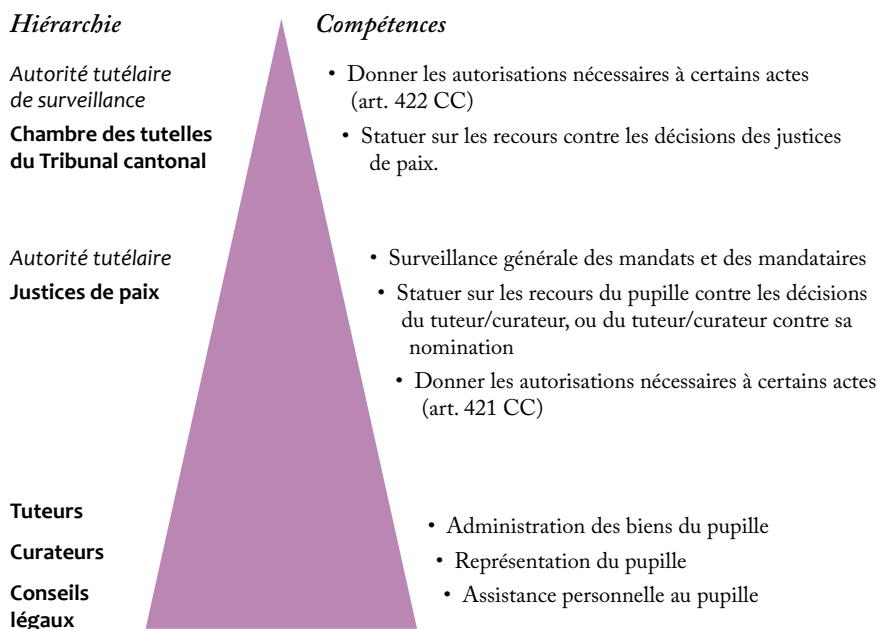 Hiérarchie
Compétences
Autorité tutélaire
de surveillance
Chambre des tutelles
du Tribunal cantonal
• Donner les autorisations nécessaires à certains actes
(art. 422 CC)
• Statuer sur les recours contre les décisions des justices
de paix.
Autorité tutélaire
Justices de paix
• Surveillance générale des mandats et des mandataires
• Statuer sur les recours du pupille contre les décisions
du tuteur/curateur, ou du tuteur/curateur contre sa
nomination
• Donner les autorisations nécessaires à certains actes
(art. 421 CC)
Tuteurs
Curateurs
Conseils
légaux
• Administration des biens du pupille
• Représentation du pupille
• Assistance personnelle au pupille